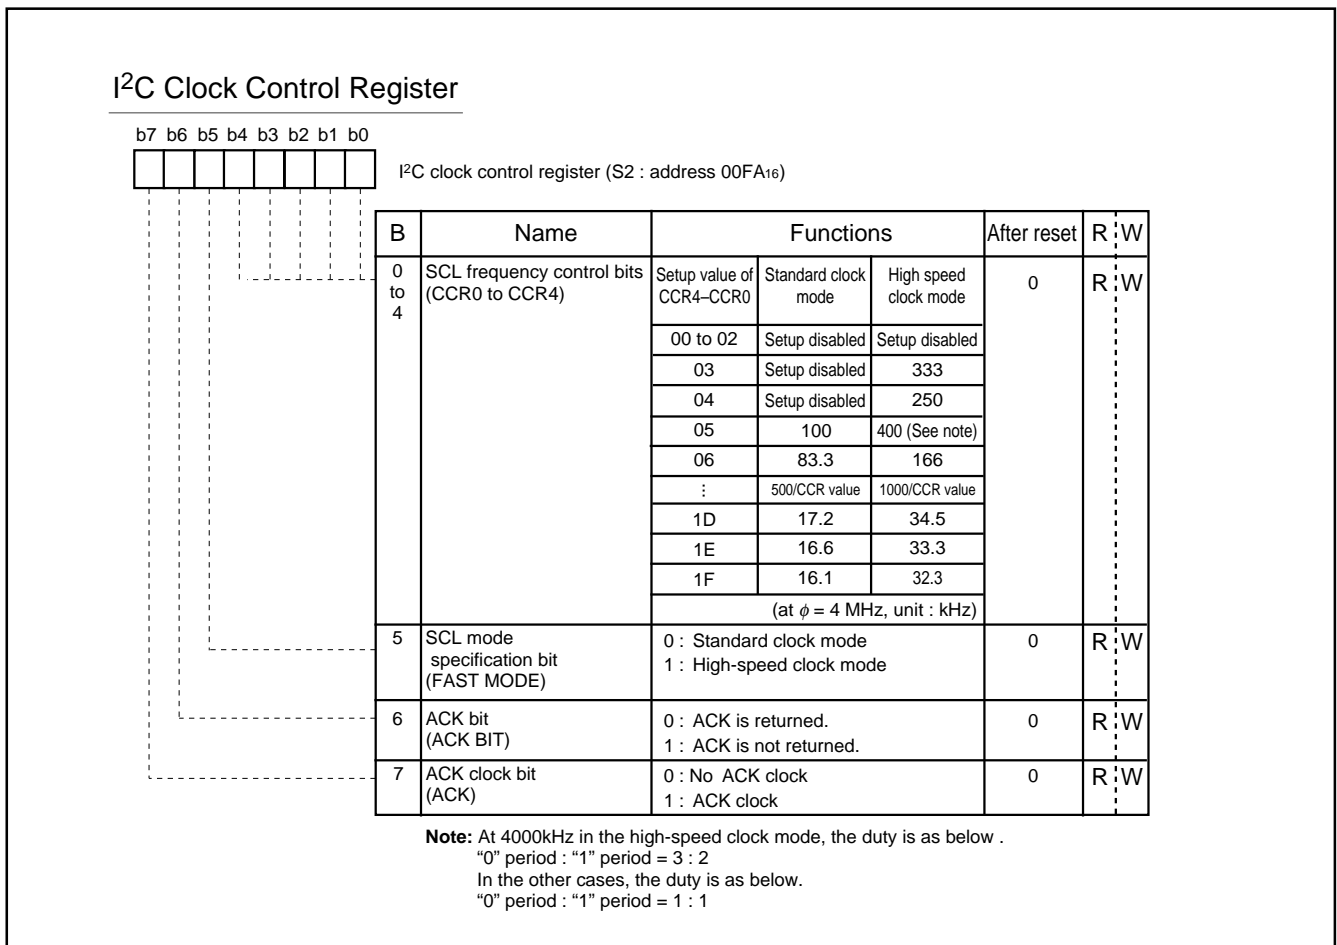 I²C Clock Control Register
b7 b6 b5 b4 b3 b2 b1 b0
I²C clock control register (S2 : address 00FA₁₆)
B Name Functions After reset R W
0 to 4 SCL frequency control bits (CCR0 to CCR4) 0 R W
Setup value of CCR4–CCR0 Standard clock mode High speed clock mode
00 to 02 Setup disabled Setup disabled
03 Setup disabled 333
04 Setup disabled 250
05 100 400 (See note)
06 83.3 166
⋮ 500/CCR value 1000/CCR value
1D 17.2 34.5
1E 16.6 33.3
1F 16.1 32.3
(at ϕ = 4 MHz, unit : kHz)
5 SCL mode specification bit (FAST MODE) 0 R W
0 : Standard clock mode
1 : High-speed clock mode
6 ACK bit (ACK BIT) 0 R W
0 : ACK is returned.
1 : ACK is not returned.
7 ACK clock bit (ACK) 0 R W
0 : No ACK clock
1 : ACK clock
Note: At 4000kHz in the high-speed clock mode, the duty is as below .
“0” period : “1” period = 3 : 2
In the other cases, the duty is as below.
“0” period : “1” period = 1 : 1